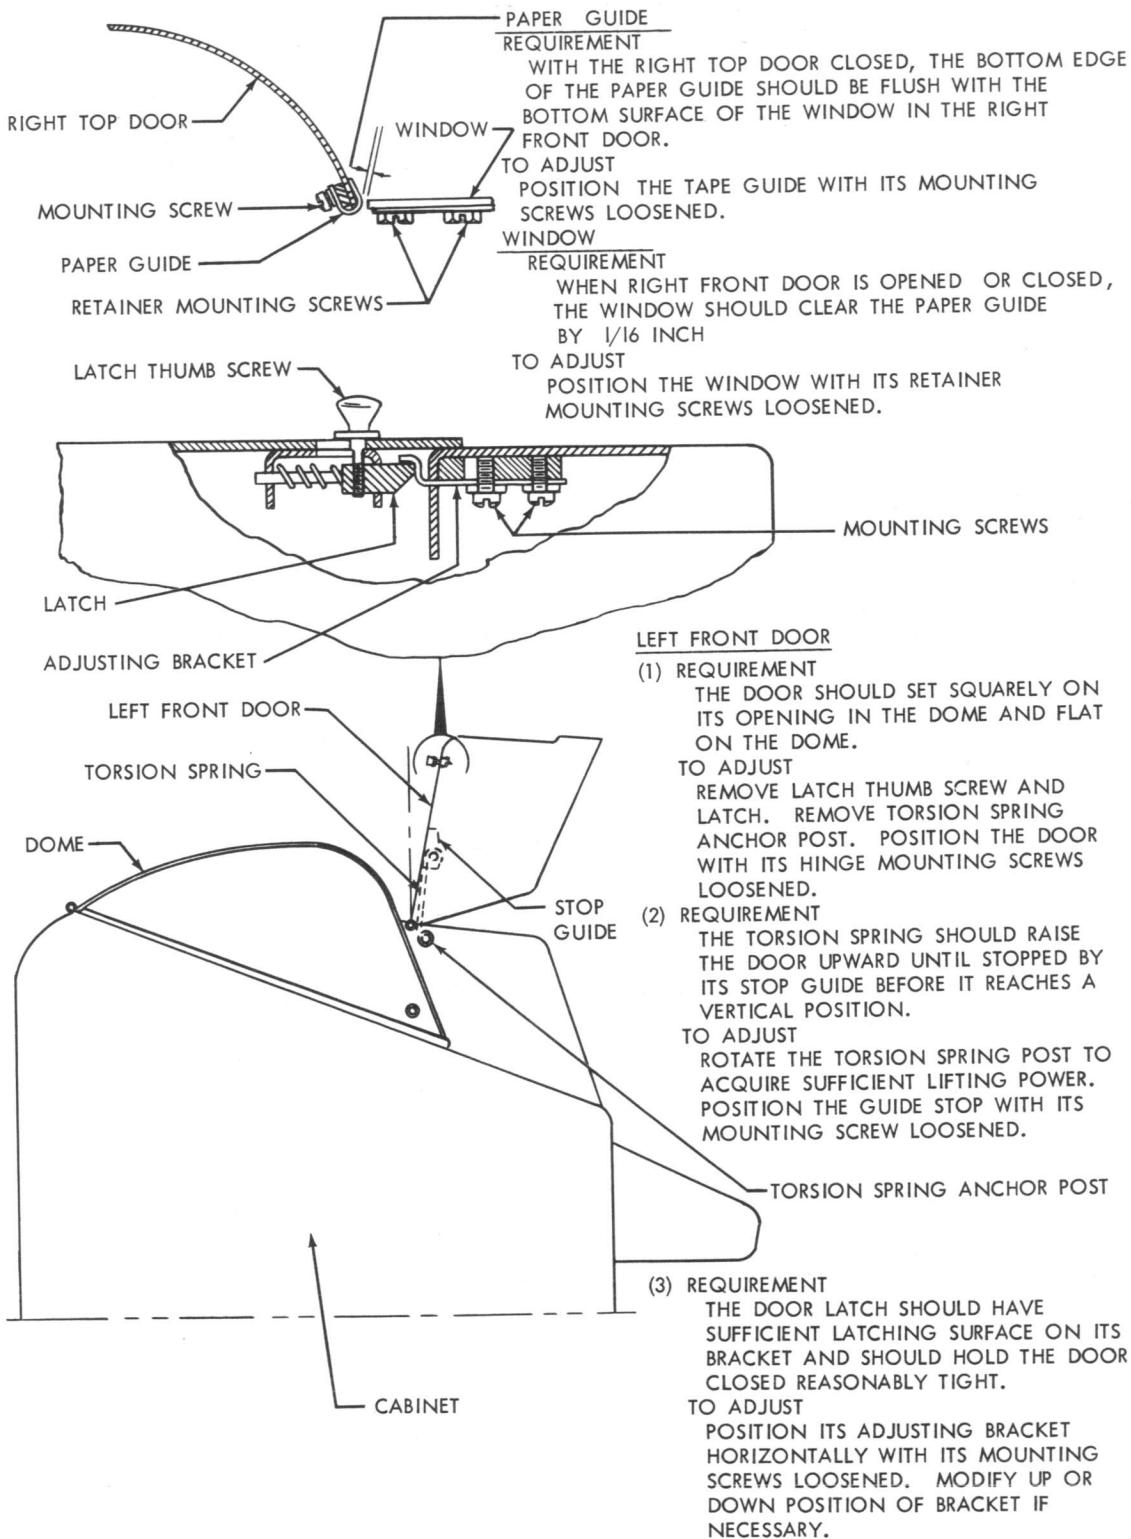 PAPER GUIDE
REQUIREMENT
WITH THE RIGHT TOP DOOR CLOSED, THE BOTTOM EDGE
OF THE PAPER GUIDE SHOULD BE FLUSH WITH THE
BOTTOM SURFACE OF THE WINDOW IN THE RIGHT
FRONT DOOR.
TO ADJUST
POSITION THE TAPE GUIDE WITH ITS MOUNTING
SCREWS LOOSENED.
WINDOW
REQUIREMENT
WHEN RIGHT FRONT DOOR IS OPENED OR CLOSED,
THE WINDOW SHOULD CLEAR THE PAPER GUIDE
BY 1/16 INCH
TO ADJUST
POSITION THE WINDOW WITH ITS RETAINER
MOUNTING SCREWS LOOSENED.
RIGHT TOP DOOR
WINDOW
MOUNTING SCREW
PAPER GUIDE
RETAINER MOUNTING SCREWS
LATCH THUMB SCREW
MOUNTING SCREWS
LATCH
ADJUSTING BRACKET
LEFT FRONT DOOR
TORSION SPRING
DOME
STOP
GUIDE
LEFT FRONT DOOR
(1) REQUIREMENT
THE DOOR SHOULD SET SQUARELY ON
ITS OPENING IN THE DOME AND FLAT
ON THE DOME.
TO ADJUST
REMOVE LATCH THUMB SCREW AND
LATCH. REMOVE TORSION SPRING
ANCHOR POST. POSITION THE DOOR
WITH ITS HINGE MOUNTING SCREWS
LOOSENED.
(2) REQUIREMENT
THE TORSION SPRING SHOULD RAISE
THE DOOR UPWARD UNTIL STOPPED BY
ITS STOP GUIDE BEFORE IT REACHES A
VERTICAL POSITION.
TO ADJUST
ROTATE THE TORSION SPRING POST TO
ACQUIRE SUFFICIENT LIFTING POWER.
POSITION THE GUIDE STOP WITH ITS
MOUNTING SCREW LOOSENED.
TORSION SPRING ANCHOR POST
(3) REQUIREMENT
THE DOOR LATCH SHOULD HAVE
SUFFICIENT LATCHING SURFACE ON ITS
BRACKET AND SHOULD HOLD THE DOOR
CLOSED REASONABLY TIGHT.
TO ADJUST
POSITION ITS ADJUSTING BRACKET
HORIZONTALLY WITH ITS MOUNTING
SCREWS LOOSENED. MODIFY UP OR
DOWN POSITION OF BRACKET IF
NECESSARY.
CABINET